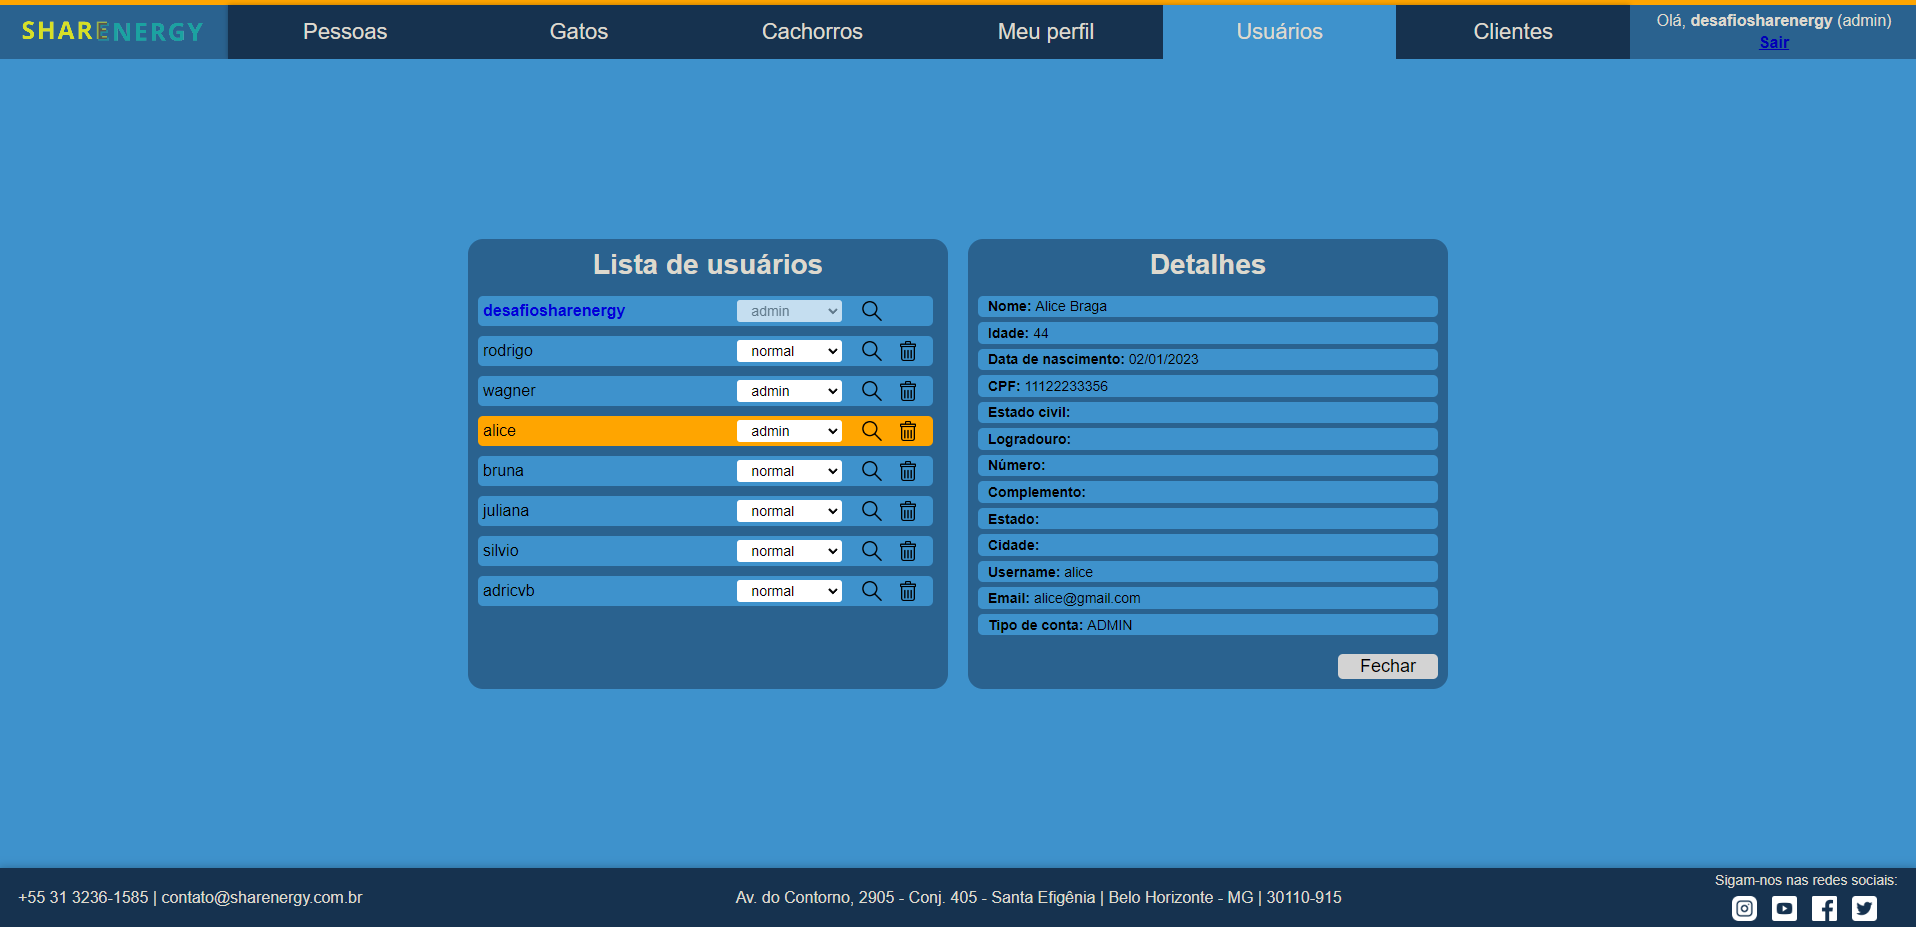 SHARENERGY
Pessoas
Gatos
Cachorros
Meu perfil
Usuários
Clientes
Olá, desafiosharenergy (admin)
Sair
Lista de usuários
desafiosharenergy admin
rodrigo normal
wagner admin
alice admin
bruna normal
juliana normal
silvio normal
adricvb normal
Detalhes
Nome: Alice Braga
Idade: 44
Data de nascimento: 02/01/2023
CPF: 11122233356
Estado civil:
Logradouro:
Número:
Complemento:
Estado:
Cidade:
Username: alice
Email: alice@gmail.com
Tipo de conta: ADMIN
Fechar
+55 31 3236-1585 | contato@sharenergy.com.br
Av. do Contorno, 2905 - Conj. 405 - Santa Efigênia | Belo Horizonte - MG | 30110-915
Sigam-nos nas redes sociais: